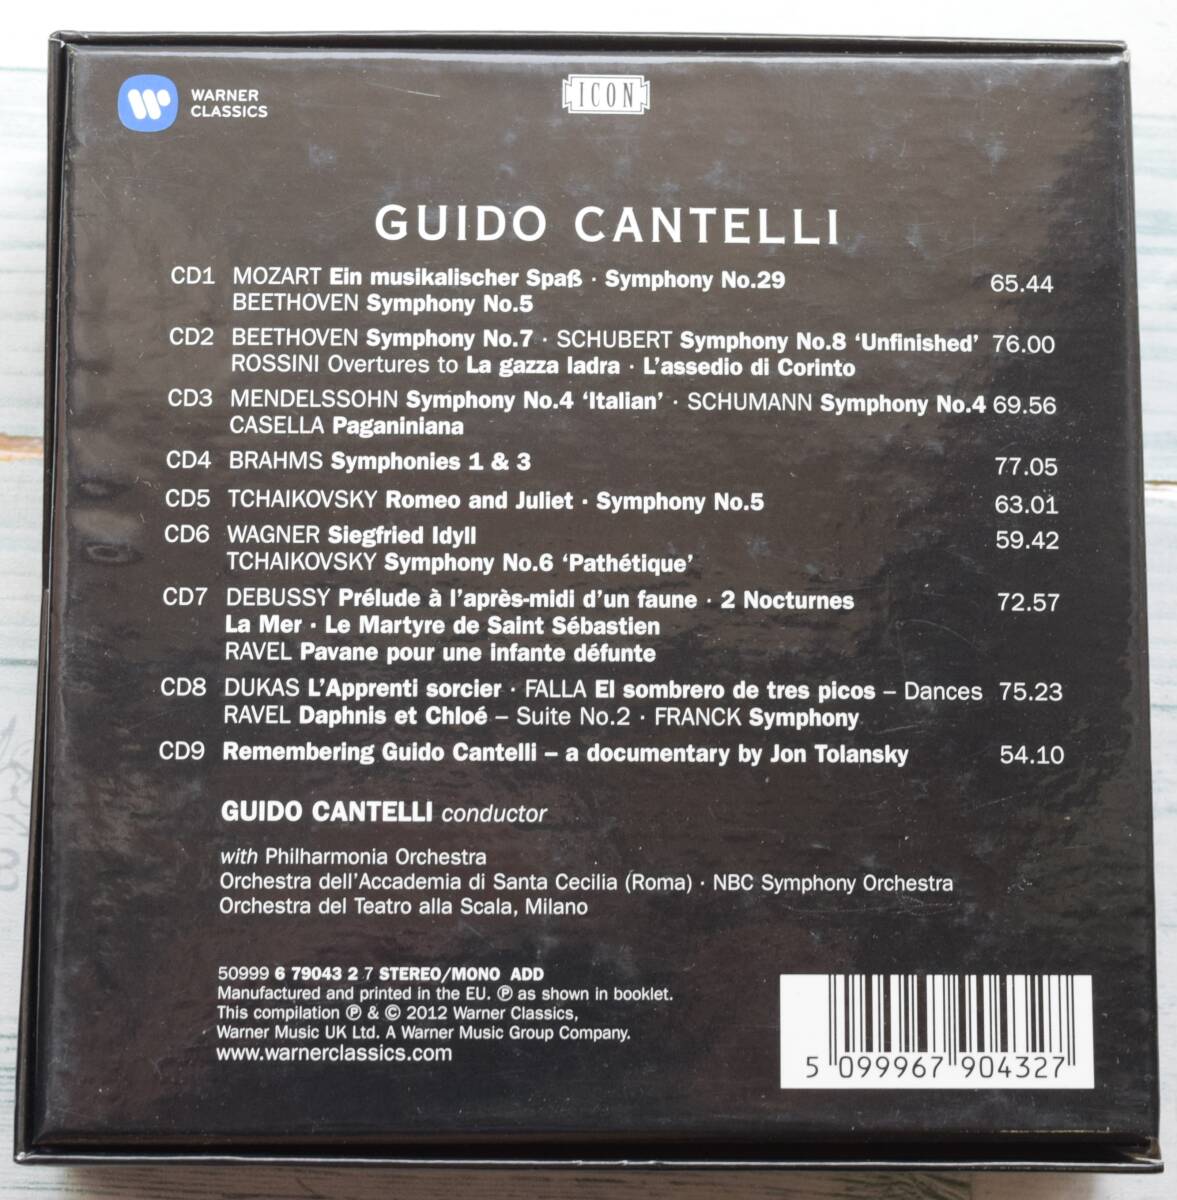 WARNER
CLASSICS
ICON
GUIDO CANTELLI
CD1 MOZART Ein musikalischer Spaß · Symphony No.29 65.44
BEETHOVEN Symphony No.5
CD2 BEETHOVEN Symphony No.7 · SCHUBERT Symphony No.8 ‘Unfinished’ 76.00
ROSSINI Overtures to La gazza ladra · L’assedio di Corinto
CD3 MENDELSSOHN Symphony No.4 ‘Italian’ · SCHUMANN Symphony No.4 69.56
CASELLA Paganiniana
CD4 BRAHMS Symphonies 1 & 3 77.05
CD5 TCHAIKOVSKY Romeo and Juliet · Symphony No.5 63.01
CD6 WAGNER Siegfried Idyll 59.42
TCHAIKOVSKY Symphony No.6 ‘Pathétique’
CD7 DEBUSSY Prélude à l’après-midi d’un faune · 2 Nocturnes 72.57
La Mer · Le Martyre de Saint Sébastien
RAVEL Pavane pour une infante défunte
CD8 DUKAS L’Apprenti sorcier · FALLA El sombrero de tres picos – Dances 75.23
RAVEL Daphnis et Chloé – Suite No.2 · FRANCK Symphony
CD9 Remembering Guido Cantelli – a documentary by Jon Tolansky 54.10
GUIDO CANTELLI conductor
with Philharmonia Orchestra
Orchestra dell’Accademia di Santa Cecilia (Roma) · NBC Symphony Orchestra
Orchestra del Teatro alla Scala, Milano
50999 6 79043 2 7 STEREO/MONO ADD
Manufactured and printed in the EU. ℗ as shown in booklet.
This compilation ℗ & © 2012 Warner Classics,
Warner Music UK Ltd. A Warner Music Group Company.
www.warnerclassics.com
5 099967 904327